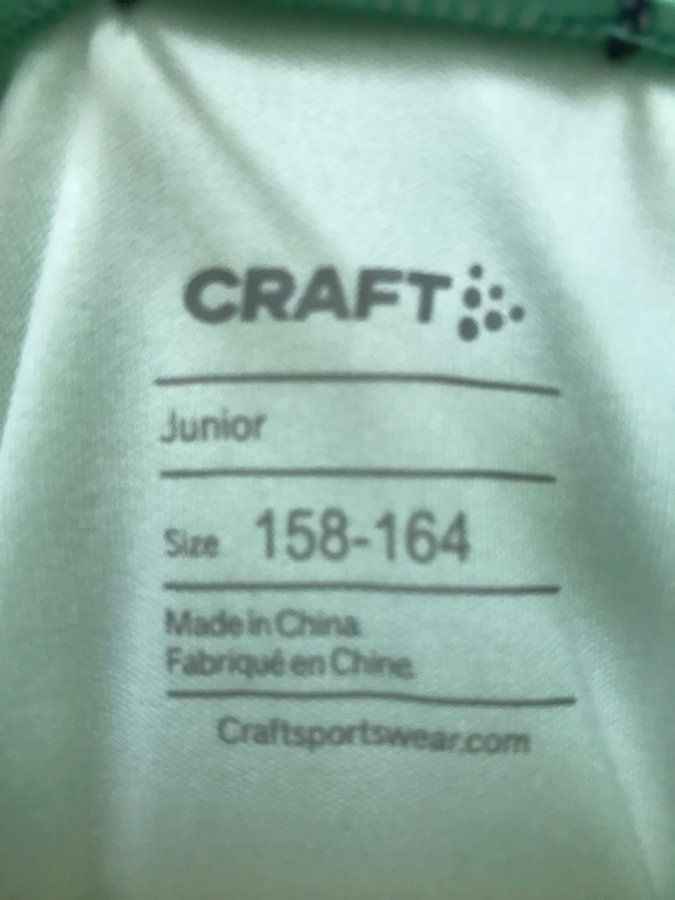 CRAFT
Junior
Size 158-164
Made in China
Fabriqué en Chine
Craftsportswear.com